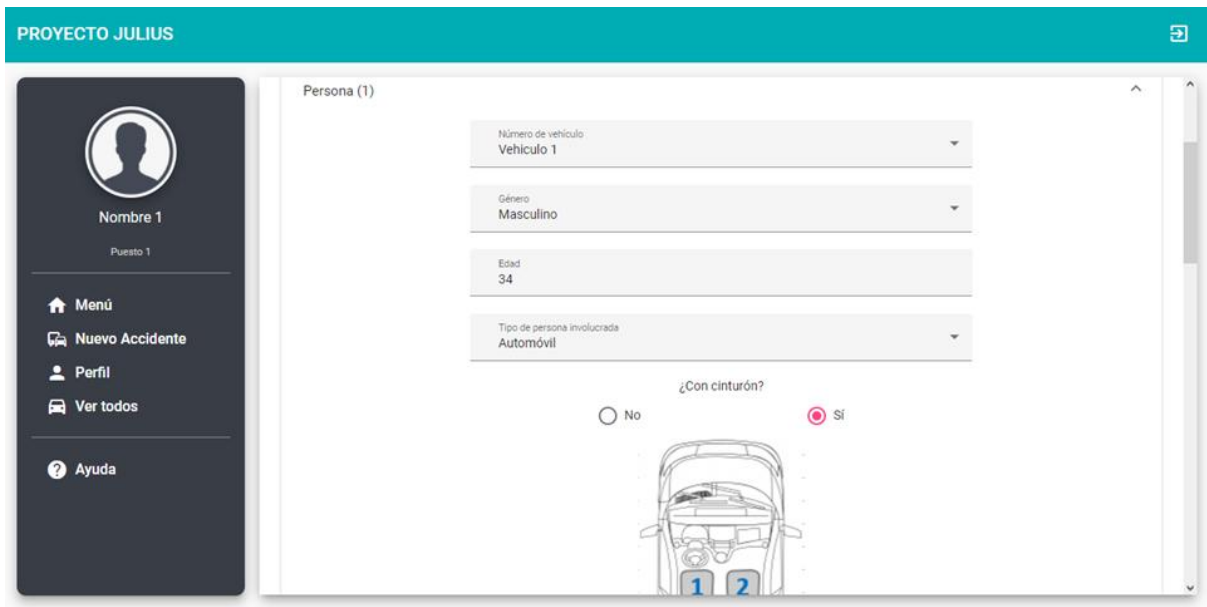 PROYECTO JULIUS
Nombre 1
Puesto 1
Menú
Nuevo Accidente
Perfil
Ver todos
? Ayuda
Persona (1)
Número de vehículo
Vehiculo 1
Género
Masculino
Edad
34
Tipo de persona involucrada
Automóvil
¿Con cinturón?
No Sí
1 2